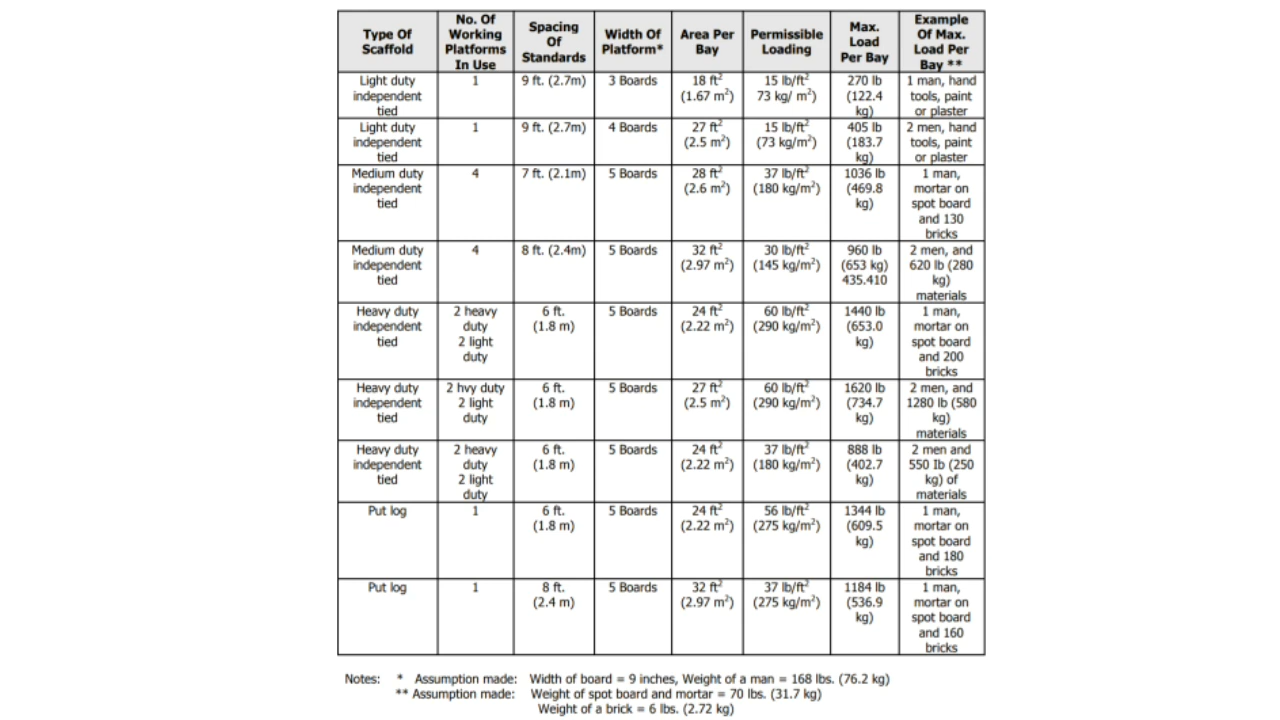 Type Of Scaffold | No. Of Working Platforms In Use | Spacing Of Standards | Width Of Platform* | Area Per Bay | Permissible Loading | Max. Load Per Bay | Example Of Max. Load Per Bay **
Light duty independent tied | 1 | 9 ft. (2.7m) | 3 Boards | 18 ft² (1.67 m²) | 15 lb/ft² 73 kg/ m²) | 270 lb (122.4 kg) | 1 man, hand tools, paint or plaster
Light duty independent tied | 1 | 9 ft. (2.7m) | 4 Boards | 27 ft² (2.5 m²) | 15 lb/ft² (73 kg/m²) | 405 lb (183.7 kg) | 2 men, hand tools, paint or plaster
Medium duty independent tied | 4 | 7 ft. (2.1m) | 5 Boards | 28 ft² (2.6 m²) | 37 lb/ft² (180 kg/m²) | 1036 lb (469.8 kg) | 1 man, mortar on spot board and 130 bricks
Medium duty independent tied | 4 | 8 ft. (2.4m) | 5 Boards | 32 ft² (2.97 m²) | 30 lb/ft² (145 kg/m²) | 960 lb (653 kg) 435.410 | 2 men, and 620 lb (280 kg) materials
Heavy duty independent tied | 2 heavy duty 2 light duty | 6 ft. (1.8 m) | 5 Boards | 24 ft² (2.22 m²) | 60 lb/ft² (290 kg/m²) | 1440 lb (653.0 kg) | 1 man, mortar on spot board and 200 bricks
Heavy duty independent tied | 2 hvy duty 2 light duty | 6 ft. (1.8 m) | 5 Boards | 27 ft² (2.5 m²) | 60 lb/ft² (290 kg/m²) | 1620 lb (734.7 kg) | 2 men, and 1280 lb (580 kg) materials
Heavy duty independent tied | 2 heavy duty 2 light duty | 6 ft. (1.8 m) | 5 Boards | 24 ft² (2.22 m²) | 37 lb/ft² (180 kg/m²) | 888 lb (402.7 kg) | 2 men and 550 Ib (250 kg) of materials
Put log | 1 | 6 ft. (1.8 m) | 5 Boards | 24 ft² (2.22 m²) | 56 lb/ft² (275 kg/m²) | 1344 lb (609.5 kg) | 1 man, mortar on spot board and 180 bricks
Put log | 1 | 8 ft. (2.4 m) | 5 Boards | 32 ft² (2.97 m²) | 37 lb/ft² (275 kg/m²) | 1184 lb (536.9 kg) | 1 man, mortar on spot board and 160 bricks
Notes: * Assumption made: Width of board = 9 inches, Weight of a man = 168 lbs. (76.2 kg)
** Assumption made: Weight of spot board and mortar = 70 lbs. (31.7 kg)
Weight of a brick = 6 lbs. (2.72 kg)